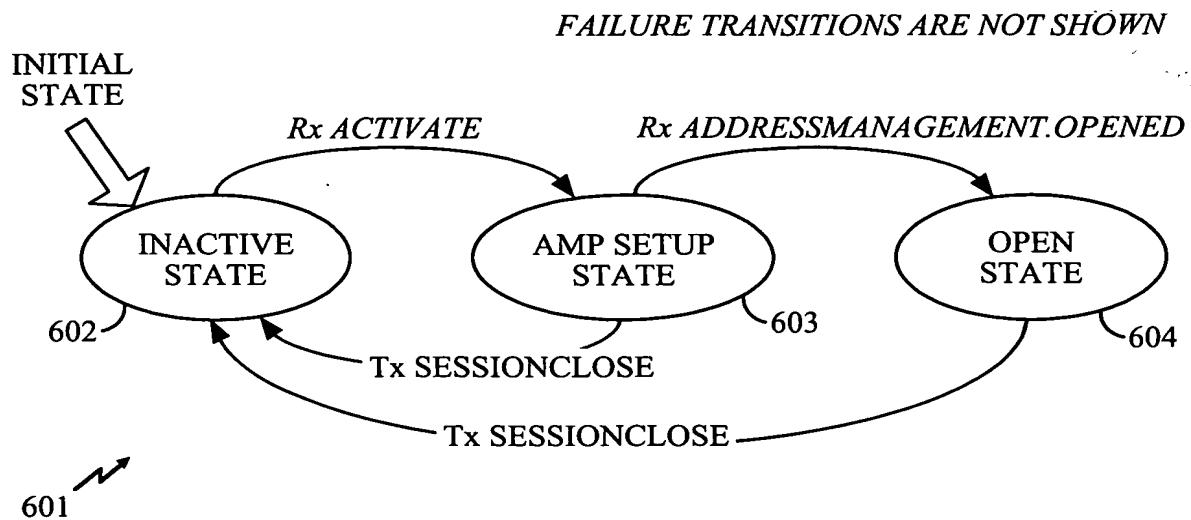 FAILURE TRANSITIONS ARE NOT SHOWN
INITIAL
STATE
Rx ACTIVATE
Rx ADDRESSMANAGEMENT.OPENED
INACTIVE
STATE
AMP SETUP
STATE
OPEN
STATE
602
603
604
Tx SESSIONCLOSE
Tx SESSIONCLOSE
601